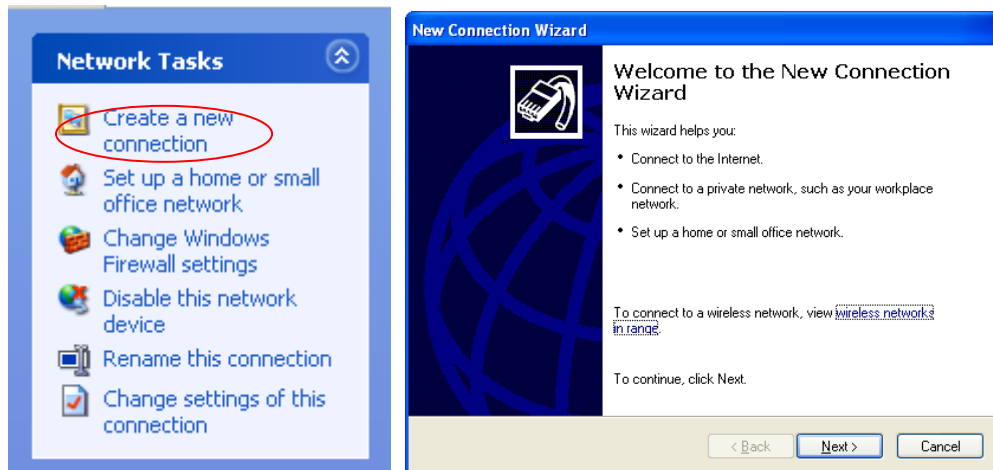 Network Tasks
Create a new
connection
Set up a home or small
office network
Change Windows
Firewall settings
Disable this network
device
Rename this connection
Change settings of this
connection
New Connection Wizard
Welcome to the New Connection
Wizard
This wizard helps you:
• Connect to the Internet.
• Connect to a private network, such as your workplace
network.
• Set up a home or small office network.
To connect to a wireless network, view wireless networks
in range.
To continue, click Next.
< Back Next > Cancel